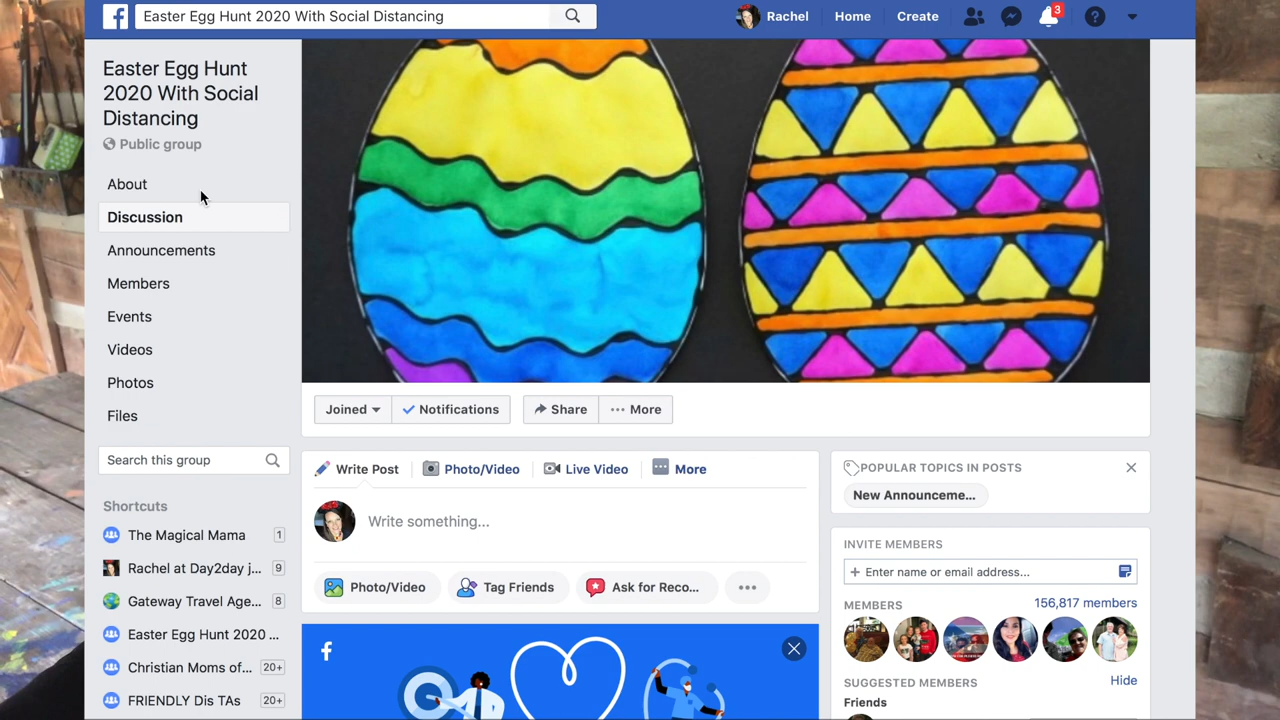 Easter Egg Hunt 2020 With Social Distancing
Rachel
Home
Create
3
Easter Egg Hunt
2020 With Social
Distancing
Public group
About
Discussion
Announcements
Members
Events
Videos
Photos
Files
Search this group
Shortcuts
The Magical Mama 1
Rachel at Day2day j... 9
Gateway Travel Age... 8
Easter Egg Hunt 2020 ...
Christian Moms of... 20+
FRIENDLY Dis TAs 20+
Joined
Notifications
Share
More
Write Post
Photo/Video
Live Video
More
Write something...
Photo/Video
Tag Friends
Ask for Reco...
POPULAR TOPICS IN POSTS
New Announceme...
INVITE MEMBERS
+ Enter name or email address...
MEMBERS
156,817 members
SUGGESTED MEMBERS
Hide
Friends